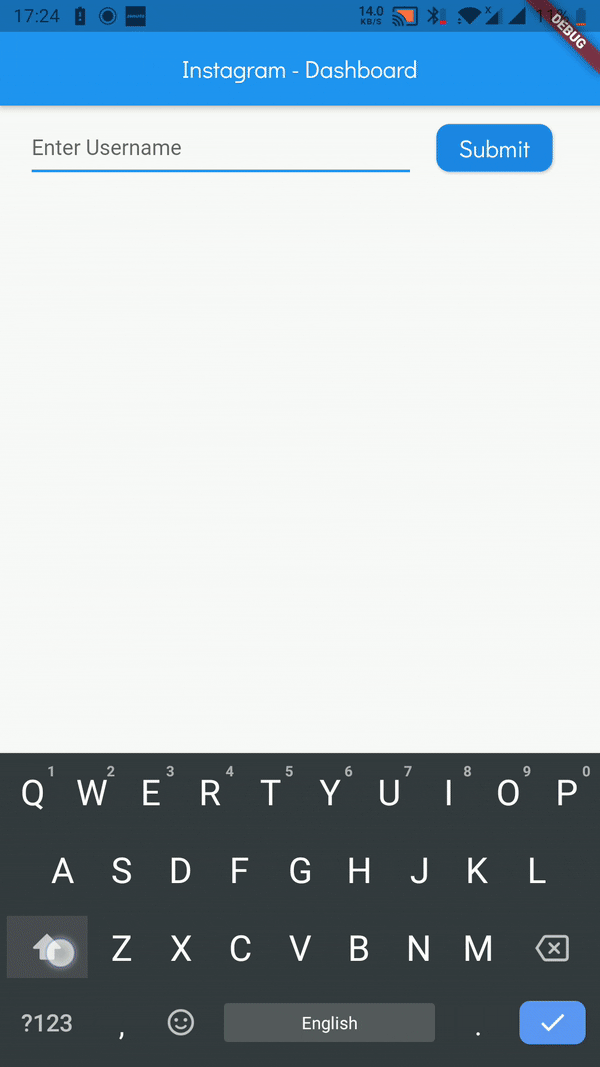 17:24 14.0 KB/S X 11%
DEBUG
Instagram - Dashboard
Enter Username Submit
Q 1 W 2 E 3 R 4 T 5 Y 6 U 7 I 8 O 9 P 0
A S D F G H J K L
Z X C V B N M
?123 , English .